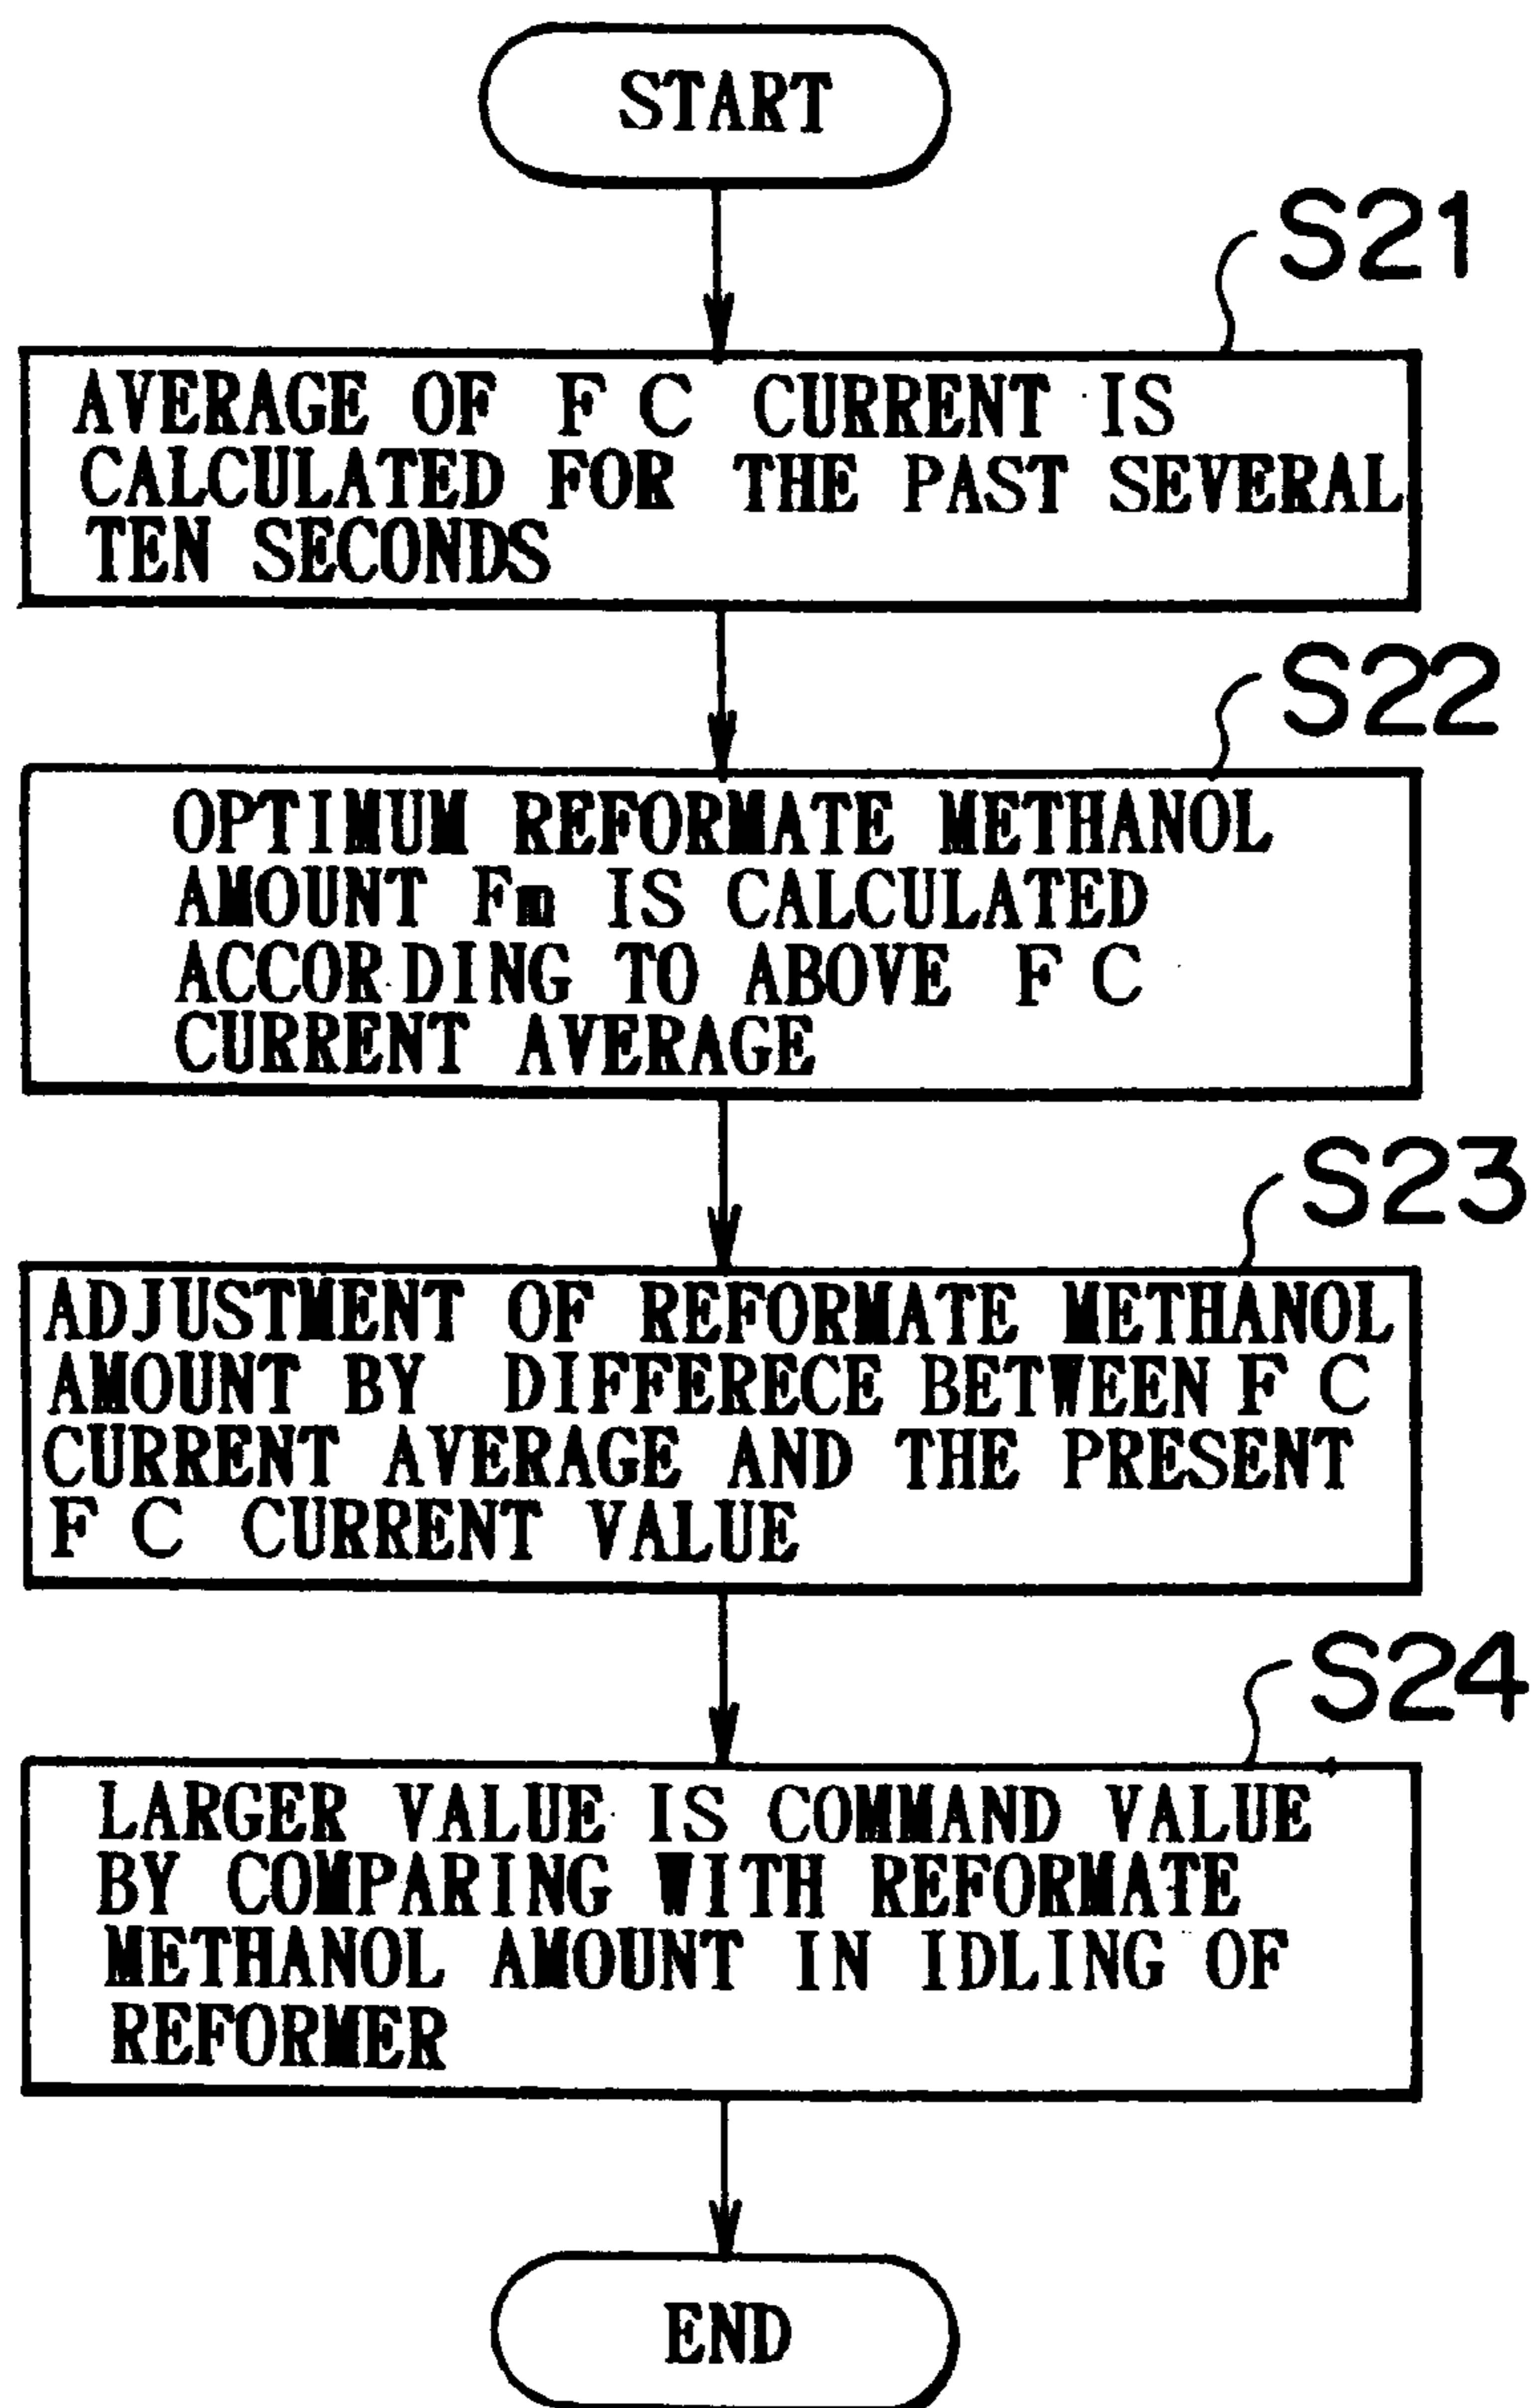 START
S21
AVERAGE OF F C CURRENT IS
CALCULATED FOR THE PAST SEVERAL
TEN SECONDS
S22
OPTIMUM REFORMATE METHANOL
AMOUNT Fm IS CALCULATED
ACCORDING TO ABOVE F C
CURRENT AVERAGE
S23
ADJUSTMENT OF REFORMATE METHANOL
AMOUNT BY DIFFERECE BETWEEN F C
CURRENT AVERAGE AND THE PRESENT
F C CURRENT VALUE
S24
LARGER VALUE IS COMMAND VALUE
BY COMPARING WITH REFORMATE
METHANOL AMOUNT IN IDLING OF
REFORMER
END